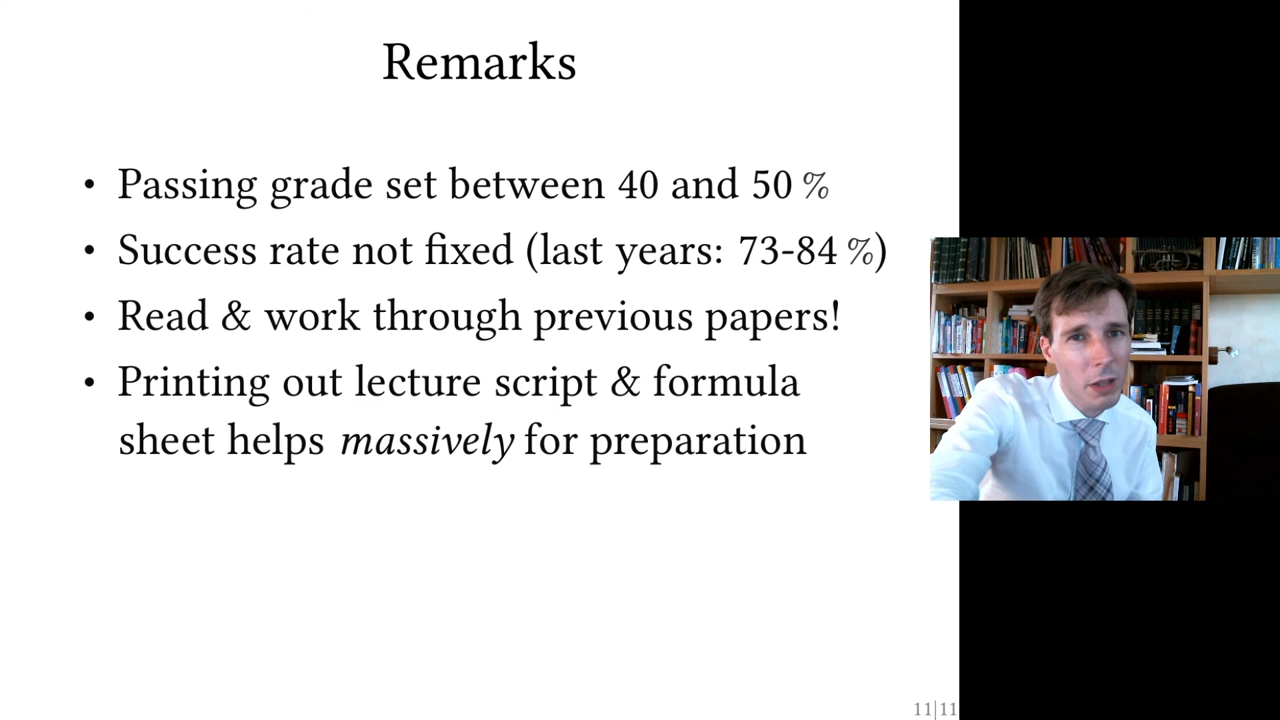 Remarks
• Passing grade set between 40 and 50 %
• Success rate not fixed (last years: 73-84 %)
• Read & work through previous papers!
• Printing out lecture script & formula
sheet helps massively for preparation
11|11